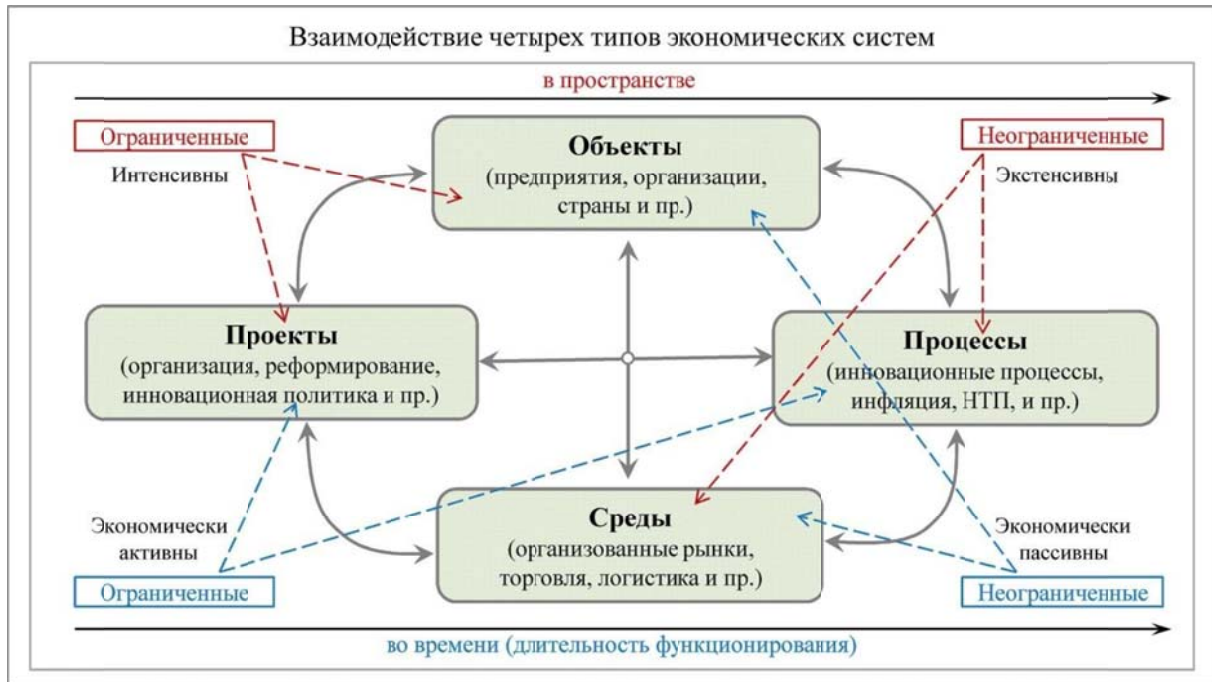 Взаимодействие четырех типов экономических систем
в пространстве
Ограниченные
Интенсивны
Объекты
(предприятия, организации,
страны и пр.)
Неограниченные
Экстенсивны
Проекты
(организация, реформирование,
инновационная политика и пр.)
Процессы
(инновационные процессы,
инфляция, НТП, и пр.)
Экономически
активны
Ограниченные
Среды
(организованные рынки,
торговля, логистика и пр.)
Экономически
пассивны
Неограниченные
во времени (длительность функционирования)